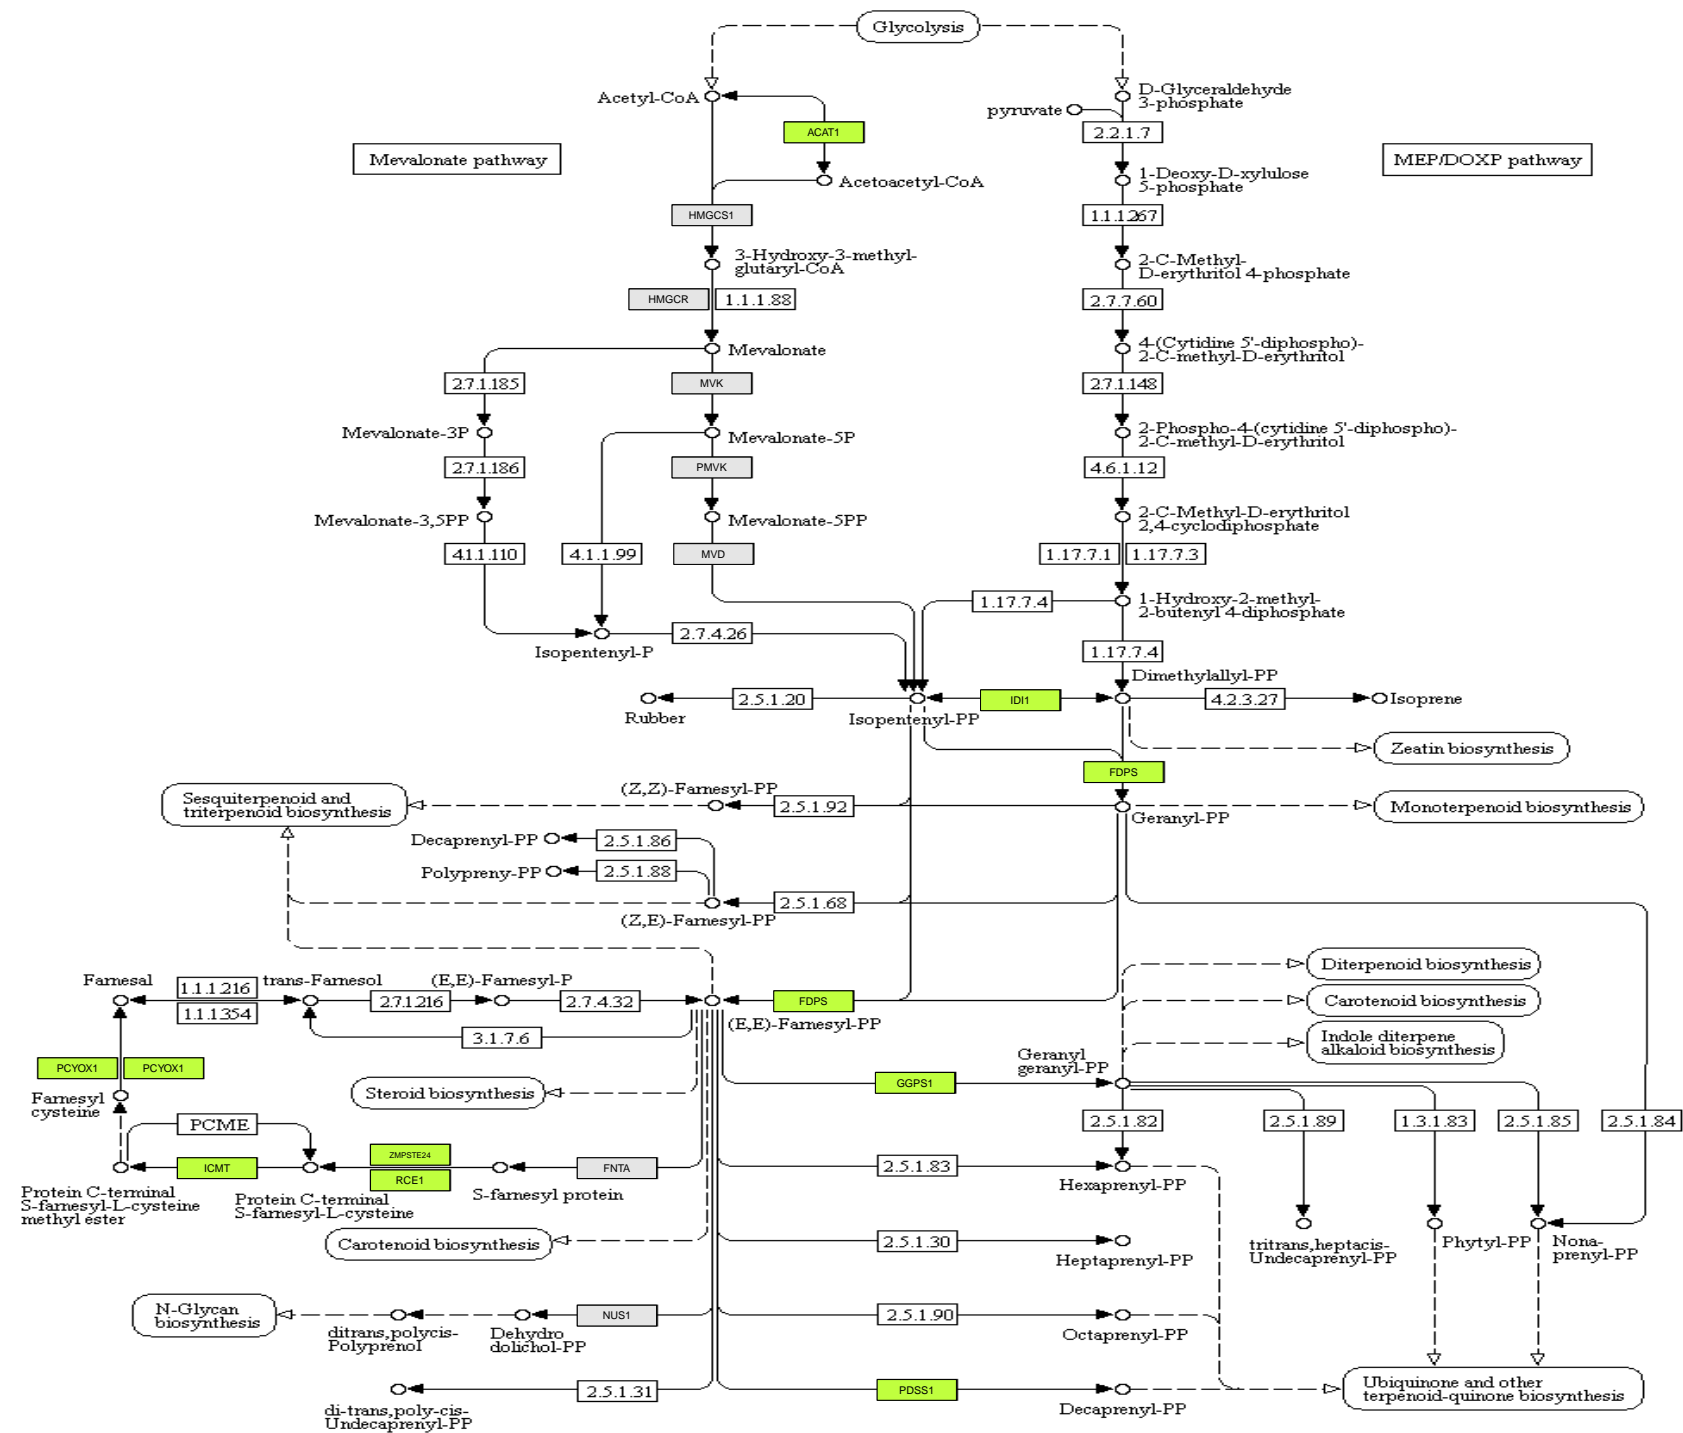 Glycolysis
Acetyl-CoA
D-Glyceraldehyde
3-phosphate
pyruvate
ACAT1
2.2.1.7
Mevalonate pathway
MEP/DOXP pathway
Acetoacetyl-CoA
1-Deoxy-D-xylulose
5-phosphate
HMGCS1
1.1.1.267
3-Hydroxy-3-methyl-
glutaryl-CoA
2-C-Methyl-
D-erythritol 4-phosphate
HMGCR
1.1.1.88
2.7.7.60
Mevalonate
4-(Cytidine 5'-diphospho)-
2-C-methyl-D-erythritol
2.7.1.185
MVK
2.7.1.148
Mevalonate-3P
Mevalonate-5P
2-Phospho-4-(cytidine 5'-diphospho)-
2-C-methyl-D-erythritol
2.7.1.186
PMVK
4.6.1.12
Mevalonate-3,5PP
Mevalonate-5PP
2-C-Methyl-D-erythritol
2,4-cyclodiphosphate
4.1.1.110
4.1.1.99
MVD
1.17.7.1
1.17.7.3
1.17.7.4
1-Hydroxy-2-methyl-
2-butenyl 4-diphosphate
2.7.4.26
Isopentenyl-P
1.17.7.4
Dimethylallyl-PP
Rubber
2.5.1.20
Isopentenyl-PP
IDI1
4.2.3.27
Isoprene
Zeatin biosynthesis
FDPS
Sesquiterpenoid and
triterpenoid biosynthesis
(Z,Z)-Farnesyl-PP
2.5.1.92
Geranyl-PP
Monoterpenoid biosynthesis
Decaprenyl-PP
2.5.1.86
Polypreny-PP
2.5.1.88
2.5.1.68
(Z,E)-Farnesyl-PP
Diterpenoid biosynthesis
Farnesal
1.1.1.216
1.1.1.354
trans-Farnesol
2.7.1.216
(E,E)-Farnesyl-P
2.7.4.32
FDPS
(E,E)-Farnesyl-PP
Carotenoid biosynthesis
3.1.7.6
Indole diterpene
alkaloid biosynthesis
PCYOX1
PCYOX1
Geranyl
geranyl-PP
GGPS1
Farnesyl
cysteine
Steroid biosynthesis
PCME
2.5.1.82
2.5.1.89
1.3.1.83
2.5.1.85
2.5.1.84
ICMT
ZMPSTE24
RCE1
FNTA
2.5.1.83
Protein C-terminal
S-farnesyl-L-cysteine
methyl ester
Protein C-terminal
S-farnesyl-L-cysteine
S-farnesyl protein
Hexaprenyl-PP
Carotenoid biosynthesis
2.5.1.30
Heptaprenyl-PP
tritrans,heptacis-
Undecaprenyl-PP
Phytyl-PP
Nona-
prenyl-PP
N-Glycan
biosynthesis
ditrans,polycis-
Polyprenol
Dehydro
dolichol-PP
NUS1
2.5.1.90
Octaprenyl-PP
2.5.1.31
di-trans,poly-cis-
Undecaprenyl-PP
PDSS1
Decaprenyl-PP
Ubiquinone and other
terpenoid-quinone biosynthesis